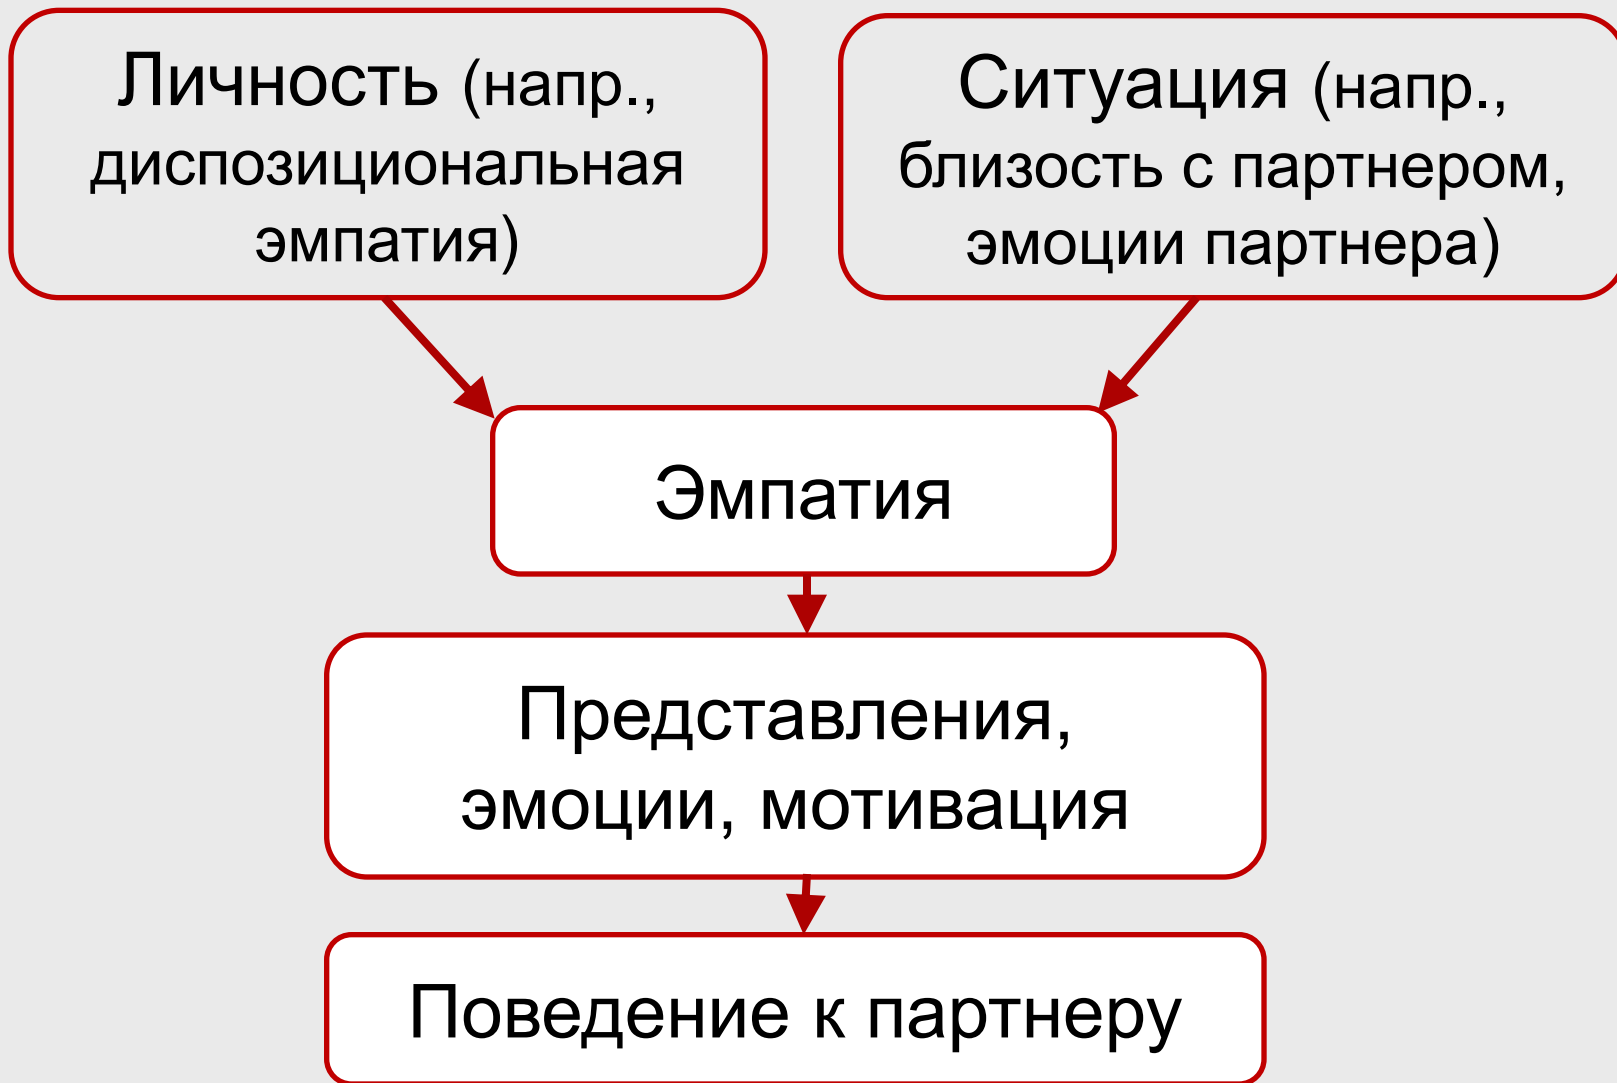 Личность (напр.,
диспозициональная
эмпатия)
Ситуация (напр.,
близость с партнером,
эмоции партнера)
Эмпатия
Представления,
эмоции, мотивация
Поведение к партнеру